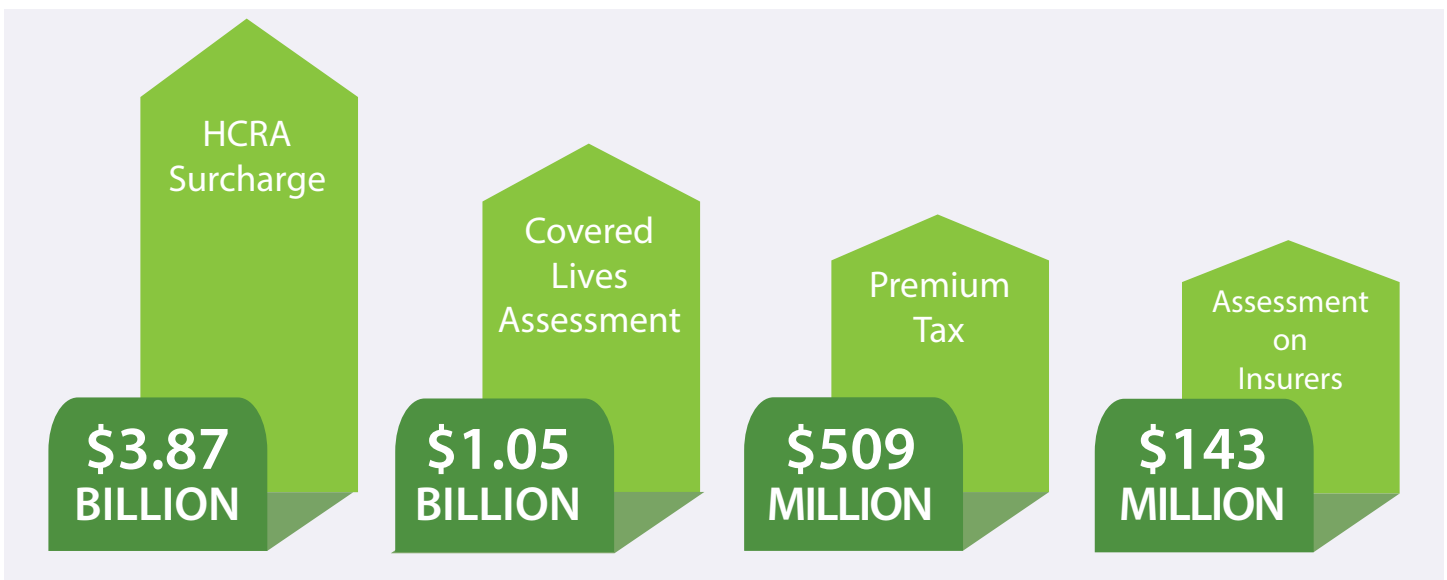 HCRA
Surcharge
$3.87
BILLION
Covered
Lives
Assessment
$1.05
BILLION
Premium
Tax
$509
MILLION
Assessment
on
Insurers
$143
MILLION